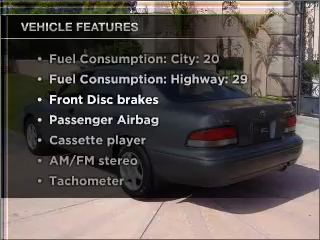 VEHICLE FEATURES
• Fuel Consumption: City: 20
• Fuel Consumption: Highway: 29
• Front Disc brakes
• Passenger Airbag
• Cassette player
• AM/FM stereo
• Tachometer